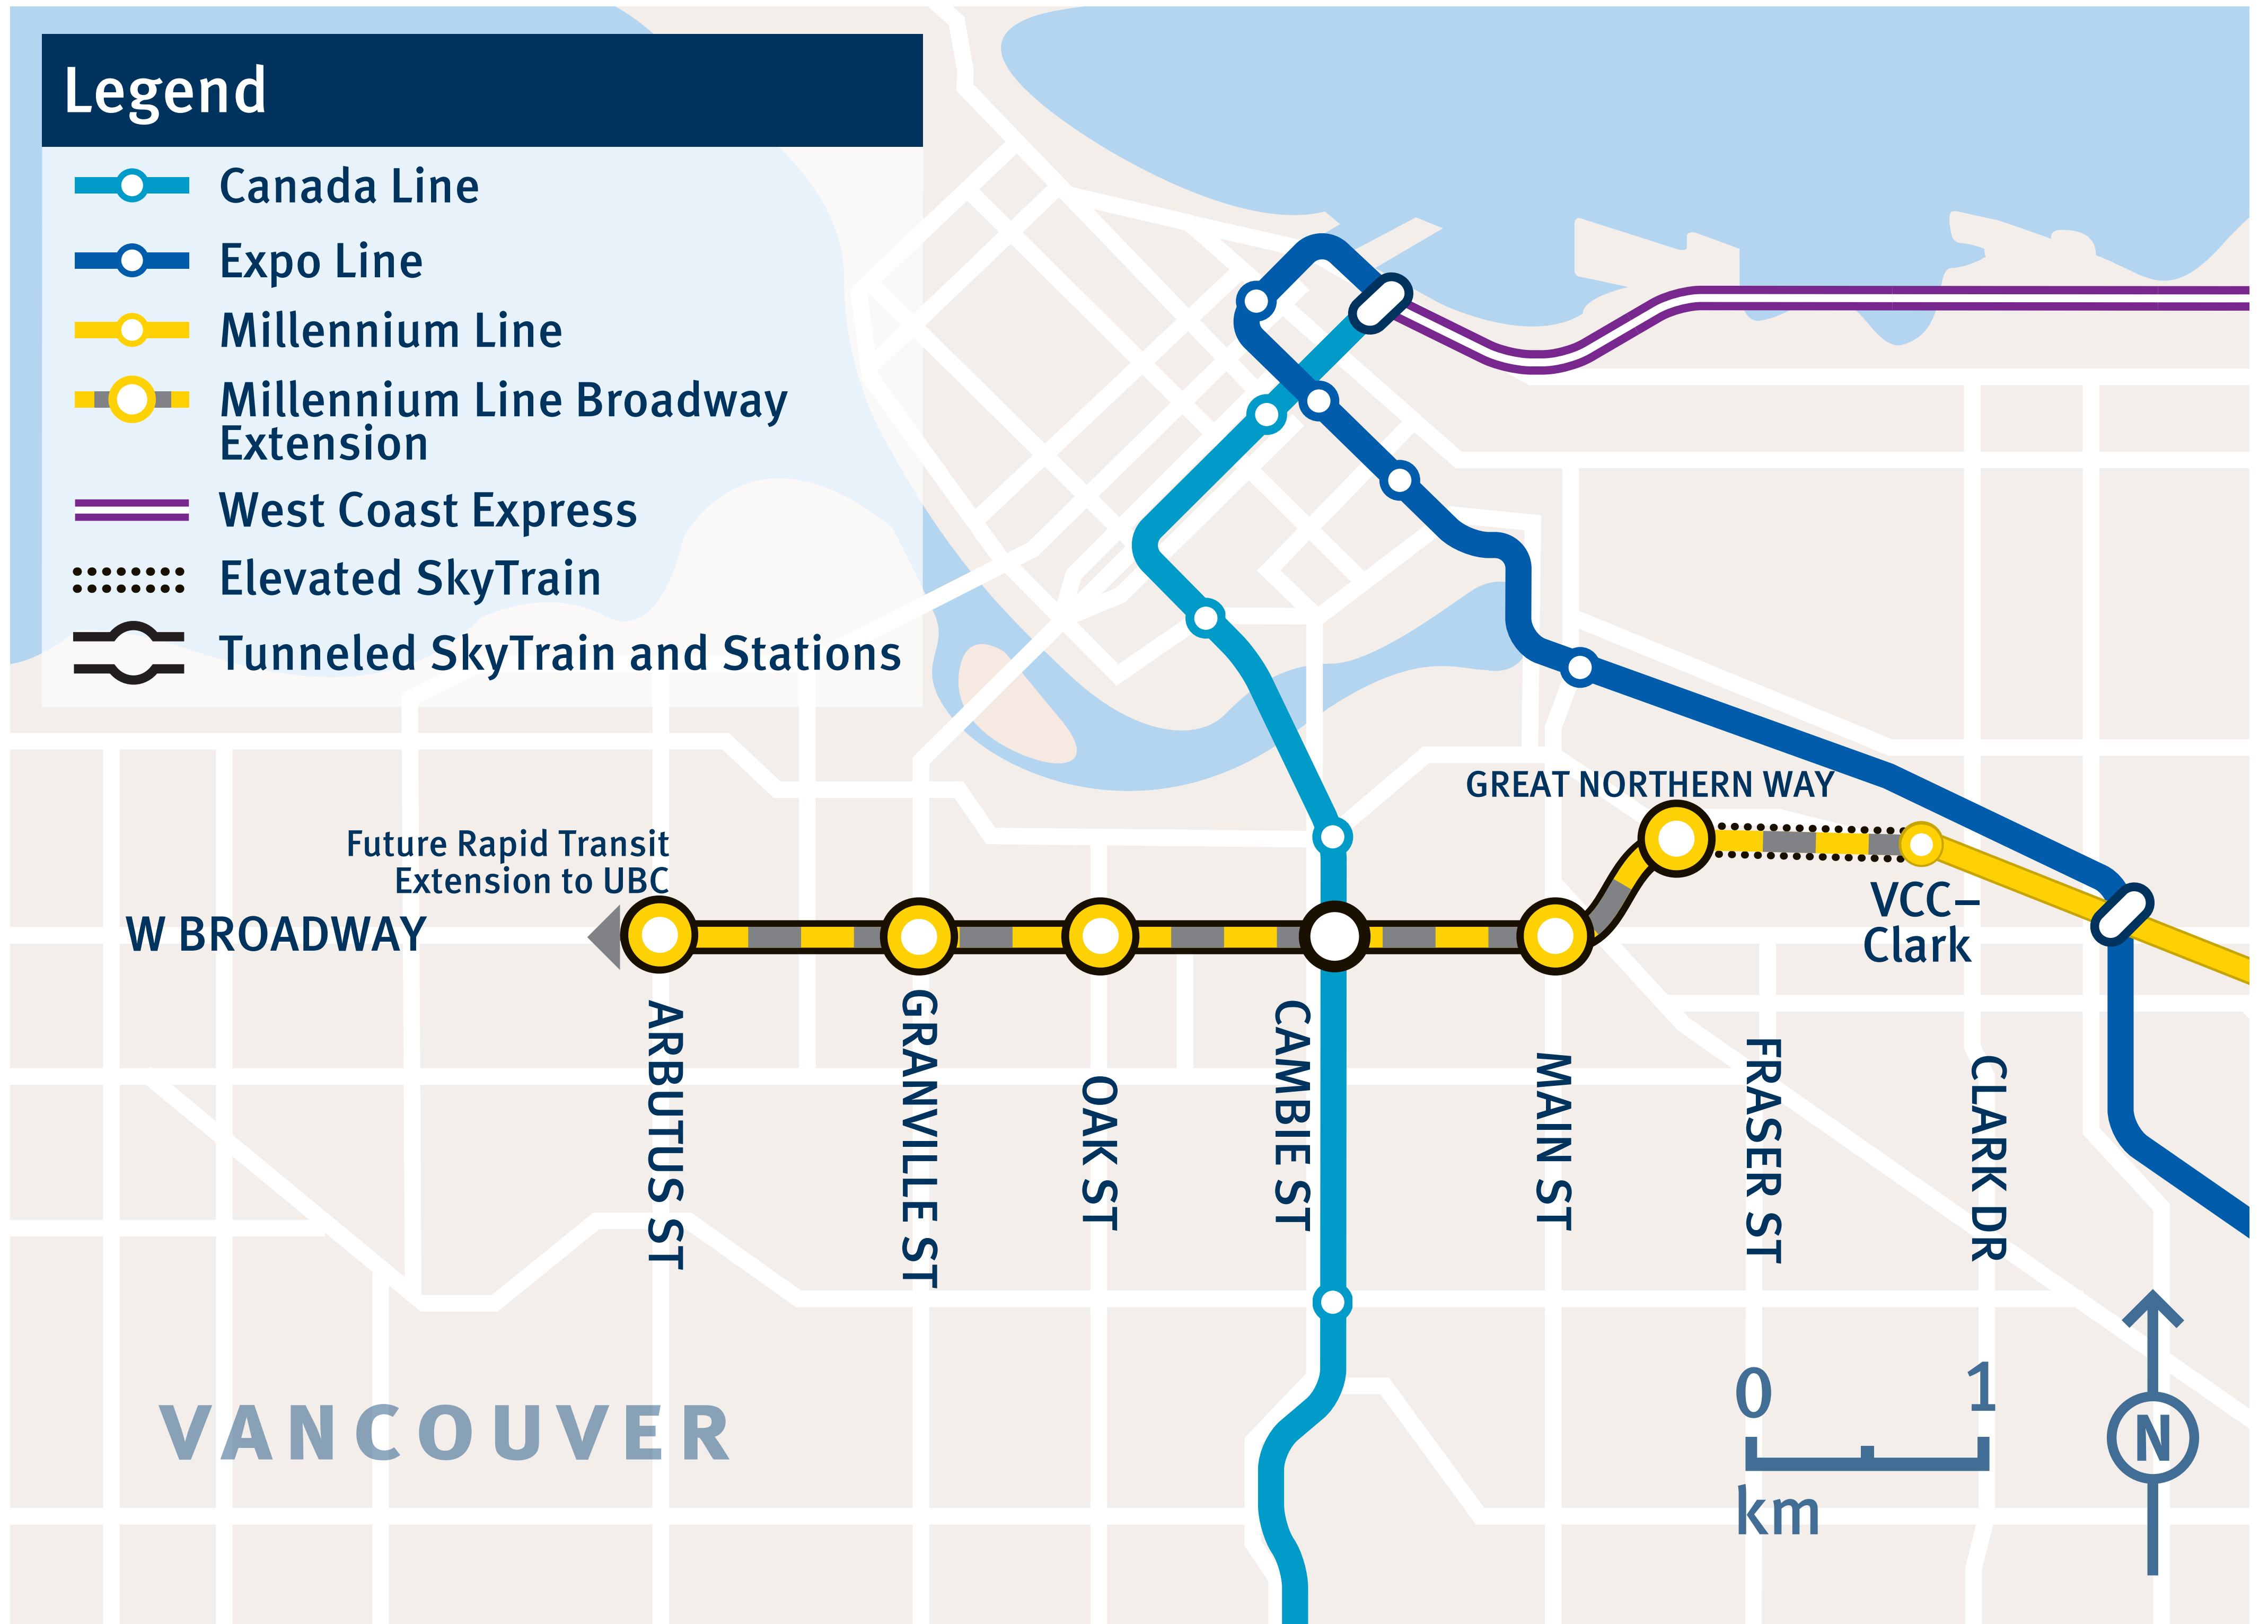 Legend
Canada Line
Expo Line
Millennium Line
Millennium Line Broadway
Extension
West Coast Express
Elevated SkyTrain
Tunneled SkyTrain and Stations
GREAT NORTHERN WAY
Future Rapid Transit
Extension to UBC
W BROADWAY
VCC–
Clark
ARBUTUS ST
GRANVILLE ST
OAK ST
CAMBIE ST
MAIN ST
FRASER ST
CLARK DR
VANCOUVER
0 1
km
N